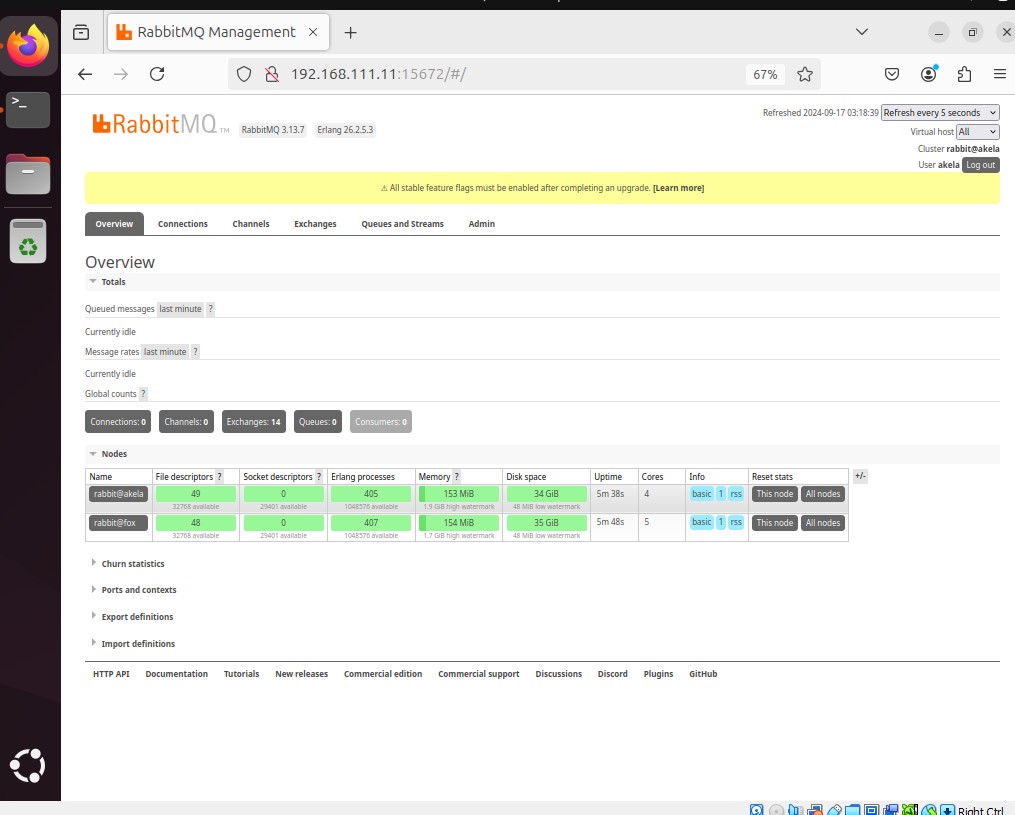 RabbitMQ Management
192.168.111.11:15672/#/
67%
RabbitMQ TM
RabbitMQ 3.13.7
Erlang 26.2.5.3
Refreshed 2024-09-17 03:18:39 Refresh every 5 seconds
Virtual host All
Cluster rabbit@akela
User akela Log out
⚠ All stable feature flags must be enabled after completing an upgrade. [Learn more]
Overview Connections Channels Exchanges Queues and Streams Admin
Overview
Totals
Queued messages last minute ?
Currently idle
Message rates last minute ?
Currently idle
Global counts ?
Connections: 0 Channels: 0 Exchanges: 14 Queues: 0 Consumers: 0
Nodes
Name File descriptors ? Socket descriptors ? Erlang processes Memory ? Disk space Uptime Cores Info Reset stats +/-
rabbit@akela 49 0 405 153 MiB 34 GiB 5m 38s 4 basic 1 rss This node All nodes
32768 available 29401 available 1048576 available 1.9 GiB high watermark 48 MiB low watermark
rabbit@fox 48 0 407 154 MiB 35 GiB 5m 48s 5 basic 1 rss This node All nodes
32768 available 29401 available 1048576 available 1.7 GiB high watermark 48 MiB low watermark
Churn statistics
Ports and contexts
Export definitions
Import definitions
HTTP API Documentation Tutorials New releases Commercial edition Commercial support Discussions Discord Plugins GitHub
Right Ctrl